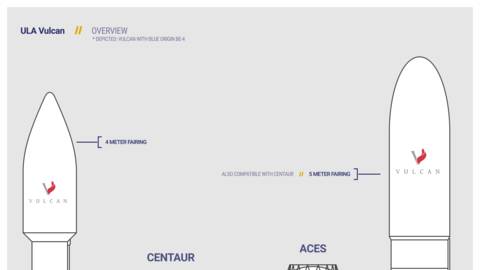 ULA Vulcan // OVERVIEW
* DEPICTED: VULCAN WITH BLUE ORIGIN BE-4
4 METER FAIRING
VULCAN
ALSO COMPATIBLE WITH CENTAUR // 5 METER FAIRING
VULCAN
CENTAUR
ACES